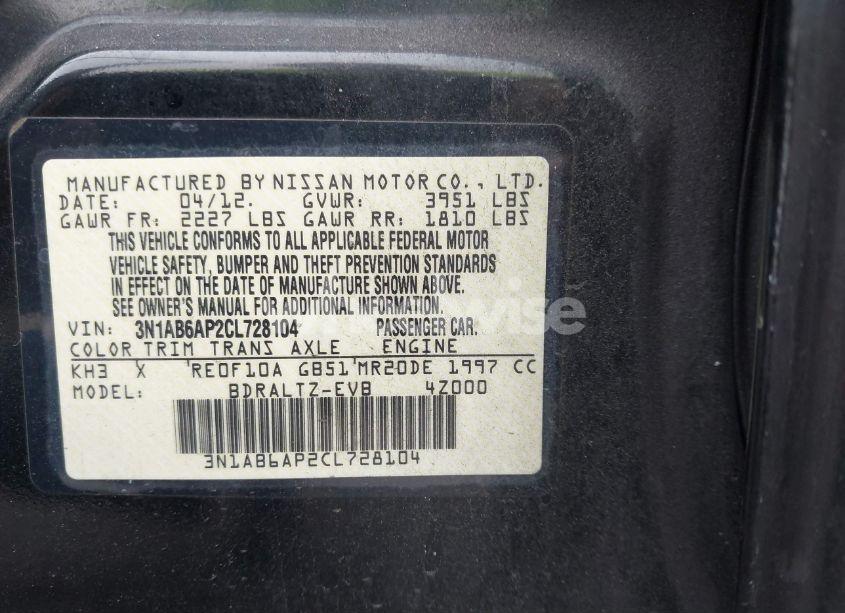 MANUFACTURED BY NISSAN MOTOR CO., LTD.
DATE: 04/12. GVWR: 3951 LBS
GAWR FR: 2227 LBS GAWR RR: 1810 LBS
THIS VEHICLE CONFORMS TO ALL APPLICABLE FEDERAL MOTOR
VEHICLE SAFETY, BUMPER AND THEFT PREVENTION STANDARDS
IN EFFECT ON THE DATE OF MANUFACTURE SHOWN ABOVE.
SEE OWNER'S MANUAL FOR ADDITIONAL INFORMATION.
VIN: 3N1AB6AP2CL728104 PASSENGER CAR.
COLOR TRIM TRANS AXLE ENGINE
KH3 X RE0F10A GB51 MR20DE 1997 CC
MODEL: BDRALTZ-EVB 4Z000
3N1AB6AP2CL728104